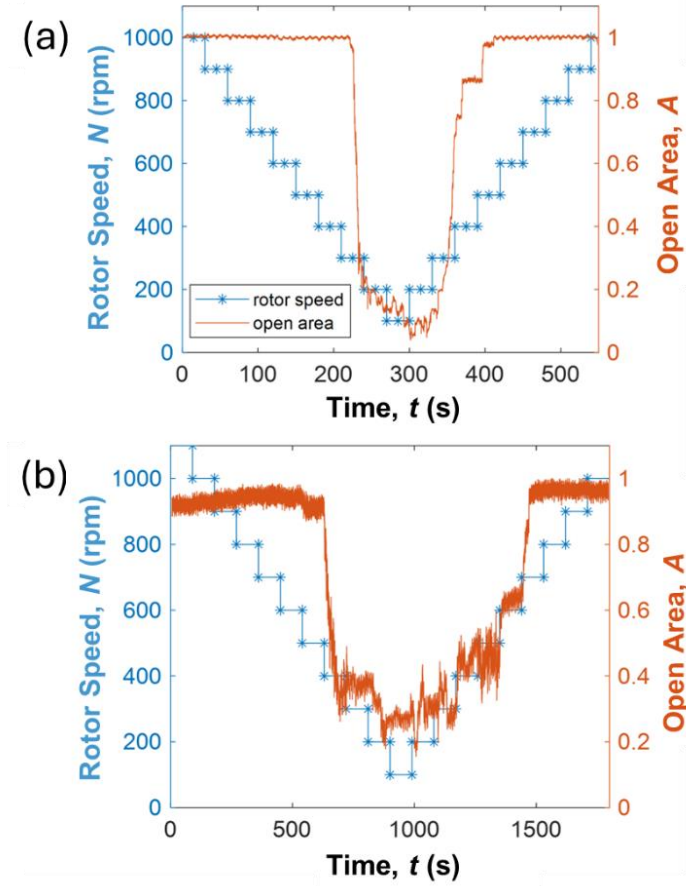 (a)
1000
800
600
400
200
0
Rotor Speed, N (rpm)
rotor speed
open area
1
0.8
0.6
0.4
0.2
0
Open Area, A
0 100 200 300 400 500
Time, t (s)
(b)
1000
800
600
400
200
0
Rotor Speed, N (rpm)
1
0.8
0.6
0.4
0.2
0
Open Area, A
0 500 1000 1500
Time, t (s)